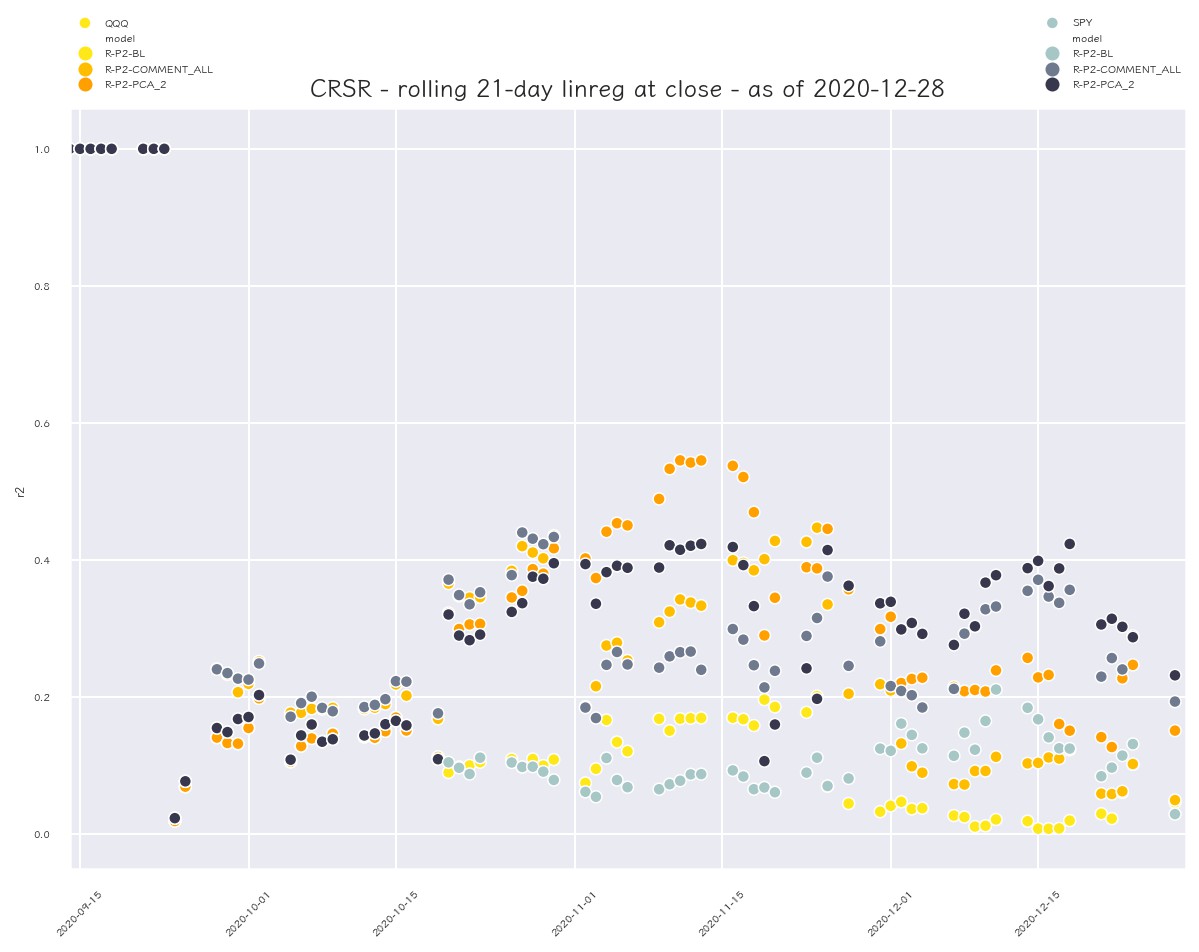 QQQ
model
R-P2-BL
R-P2-COMMENT_ALL
R-P2-PCA_2
SPY
model
R-P2-BL
R-P2-COMMENT_ALL
R-P2-PCA_2
CRSR - rolling 21-day linreg at close - as of 2020-12-28
1.0
0.8
0.6
0.4
0.2
0.0
r2
2020-09-15
2020-10-01
2020-10-15
2020-11-01
2020-11-15
2020-12-01
2020-12-15